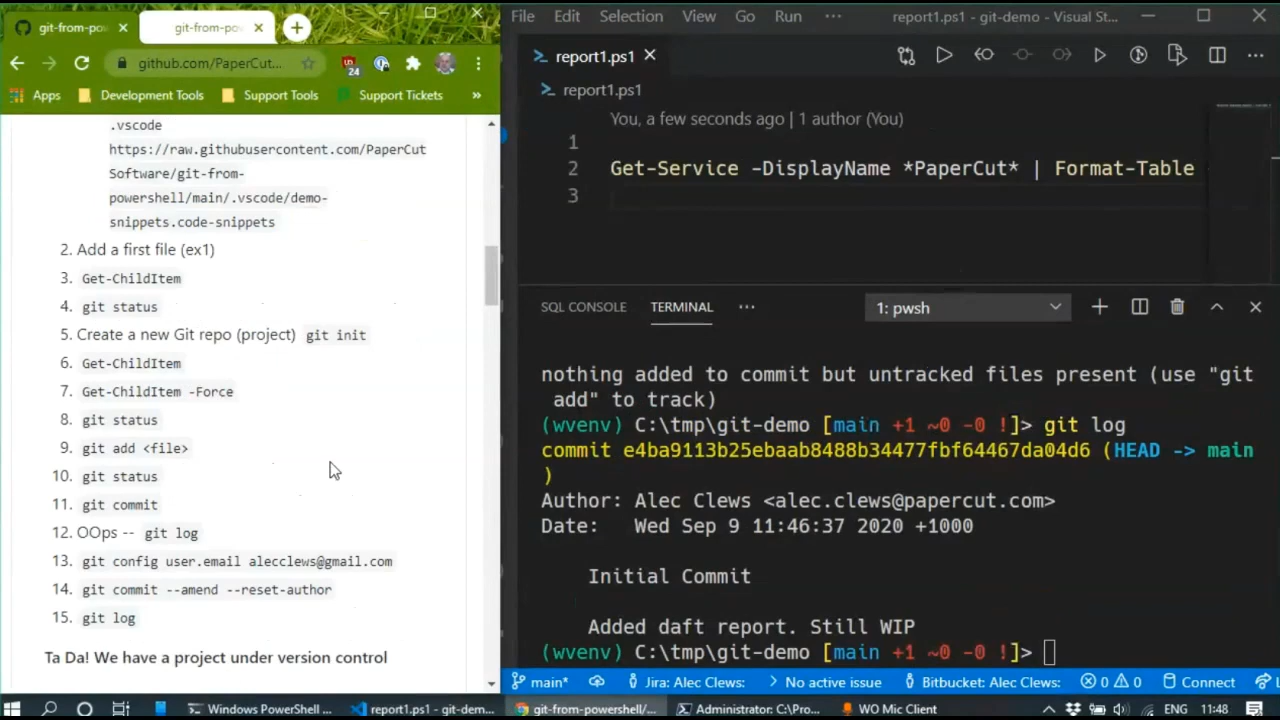 git-from-po
git-from-pov
github.com/PaperCut...
24
Apps
Development Tools
Support Tools
Support Tickets
»
.vscode
https://raw.githubusercontent.com/PaperCut
Software/git-from-
powershell/main/.vscode/demo-
snippets.code-snippets
2. Add a first file (ex1)
3. Get-ChildItem
4. git status
5. Create a new Git repo (project) git init
6. Get-ChildItem
7. Get-ChildItem -Force
8. git status
9. git add <file>
10. git status
11. git commit
12. OOps -- git log
13. git config user.email alecclews@gmail.com
14. git commit --amend --reset-author
15. git log
Ta Da! We have a project under version control
File Edit Selection View Go Run ··· report1.ps1 - git-demo - Visual St...
report1.ps1
report1.ps1
You, a few seconds ago | 1 author (You)
1
2 Get-Service -DisplayName *PaperCut* | Format-Table
3
SQL CONSOLE TERMINAL ··· 1: pwsh
nothing added to commit but untracked files present (use "git
add" to track)
(wvenv) C:\tmp\git-demo [main +1 ~0 -0 !]> git log
commit e4ba9113b25ebaab8488b34477fbf64467da04d6 (HEAD -> main
)
Author: Alec Clews <alec.clews@papercut.com>
Date: Wed Sep 9 11:46:37 2020 +1000
Initial Commit
Added daft report. Still WIP
(wvenv) C:\tmp\git-demo [main +1 ~0 -0 !]>
main* Jira: Alec Clews: No active issue Bitbucket: Alec Clews: 0 0 Connect L
Windows PowerShell ... report1.ps1 - git-dem... git-from-powershell/... Administrator: C:\Pro... WO Mic Client ENG 11:48